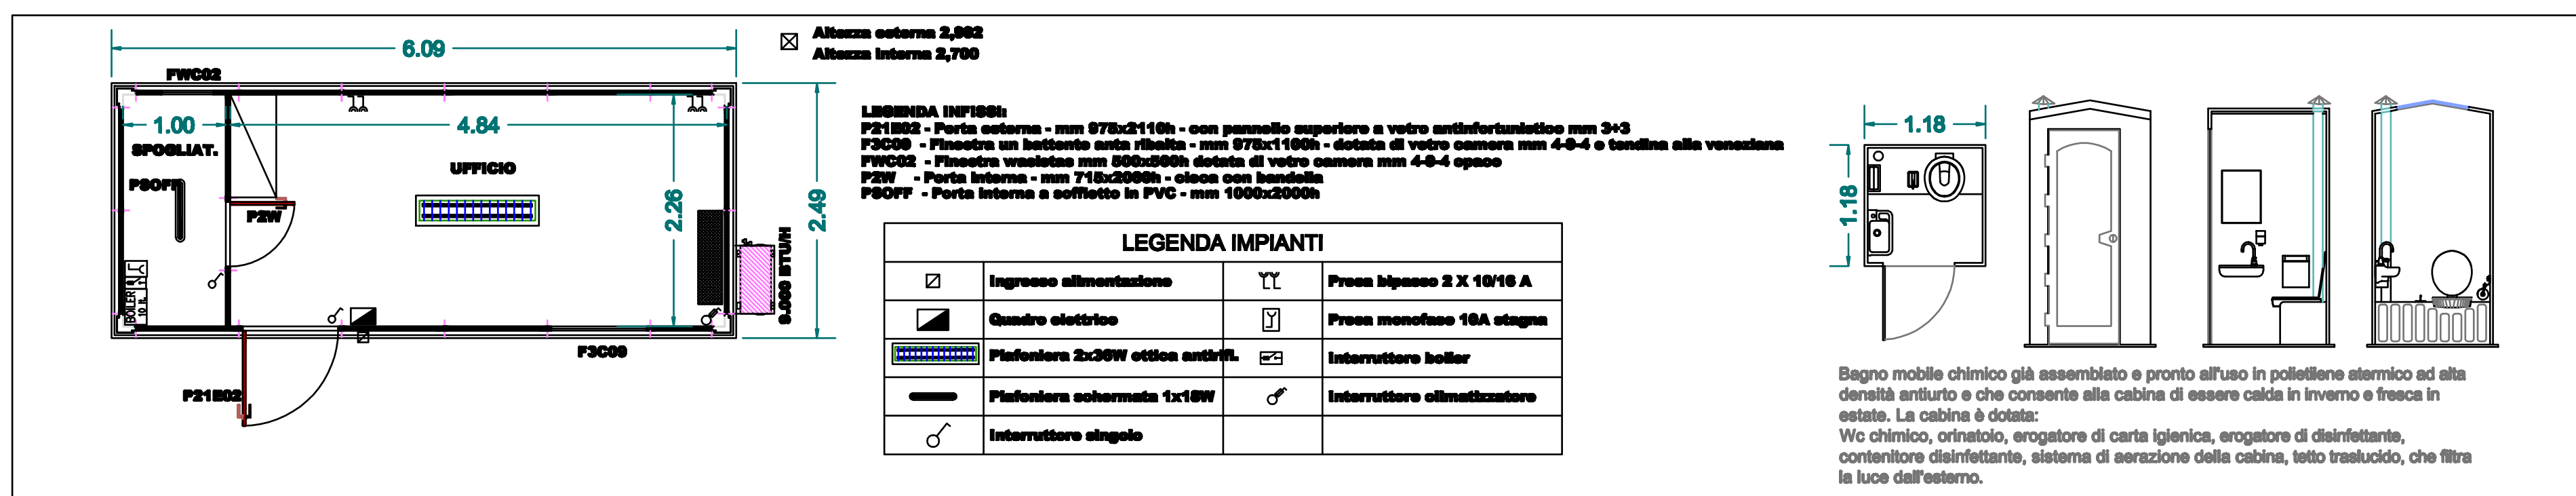 6.09
Altezza esterna 2,892
Altezza interna 2,700
FWC02
1.00
4.84
SPOGLIAT.
UFFICIO
PSOFF
P2W
2.26
2.49
9.000 BTU/H
BOILER
10 lt.
F3C09
P21E02
LEGENDA INFISSI:
P21E02 - Porta esterna - mm 975x2110h - con pannello superiore a vetro antinfortunistico mm 3+3
F3C09 - Finestra un battente anta ribalta - mm 975x1100h - dotata di vetro camera mm 4-9-4 e tendina alla veneziana
FWC02 - Finestra wasistas mm 500x500h dotata di vetro camera mm 4-9-4 opaco
P2W - Porta interna - mm 715x2000h - cieca con bandella
PSOFF - Porta interna a soffietto in PVC - mm 1000x2000h
LEGENDA IMPIANTI
Ingresso alimentazione
Presa bipasso 2 X 10/16 A
Quadro elettrico
Presa monofase 16A stagna
Plafoniera 2x36W ottica antirifl.
Interruttore boiler
Plafoniera schermata 1x18W
Interruttore climatizzatore
Interruttore singolo
1.18
1.18
Bagno mobile chimico già assemblato e pronto all'uso in polietilene atermico ad alta
densità antiurto e che consente alla cabina di essere calda in inverno e fresca in
estate. La cabina è dotata:
Wc chimico, orinatoio, erogatore di carta igienica, erogatore di disinfettante,
contenitore disinfettante, sistema di aerazione della cabina, tetto traslucido, che filtra
la luce dall'esterno.